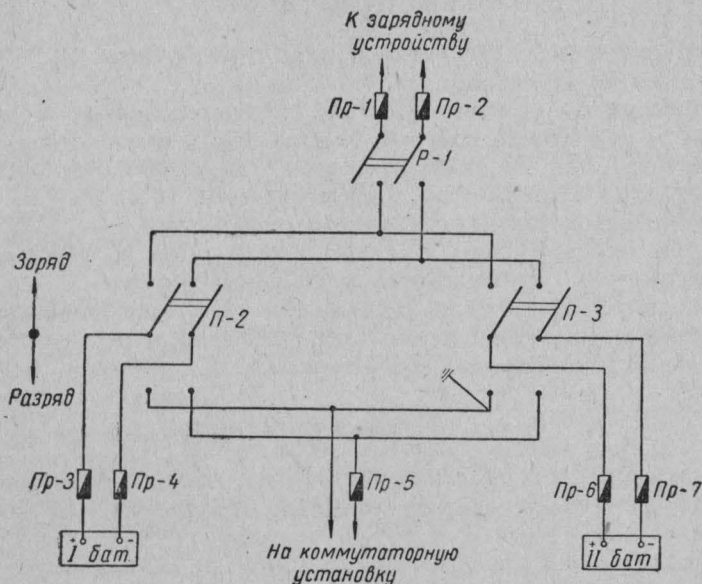 К зарядному
устройству
Пр-1
Пр-2
Р-1
Заряд
П-2
П-3
Разряд
Пр-3
Пр-4
Пр-5
Пр-6
Пр-7
+ -
I бат.
+ -
II бат
На коммутаторную
установку